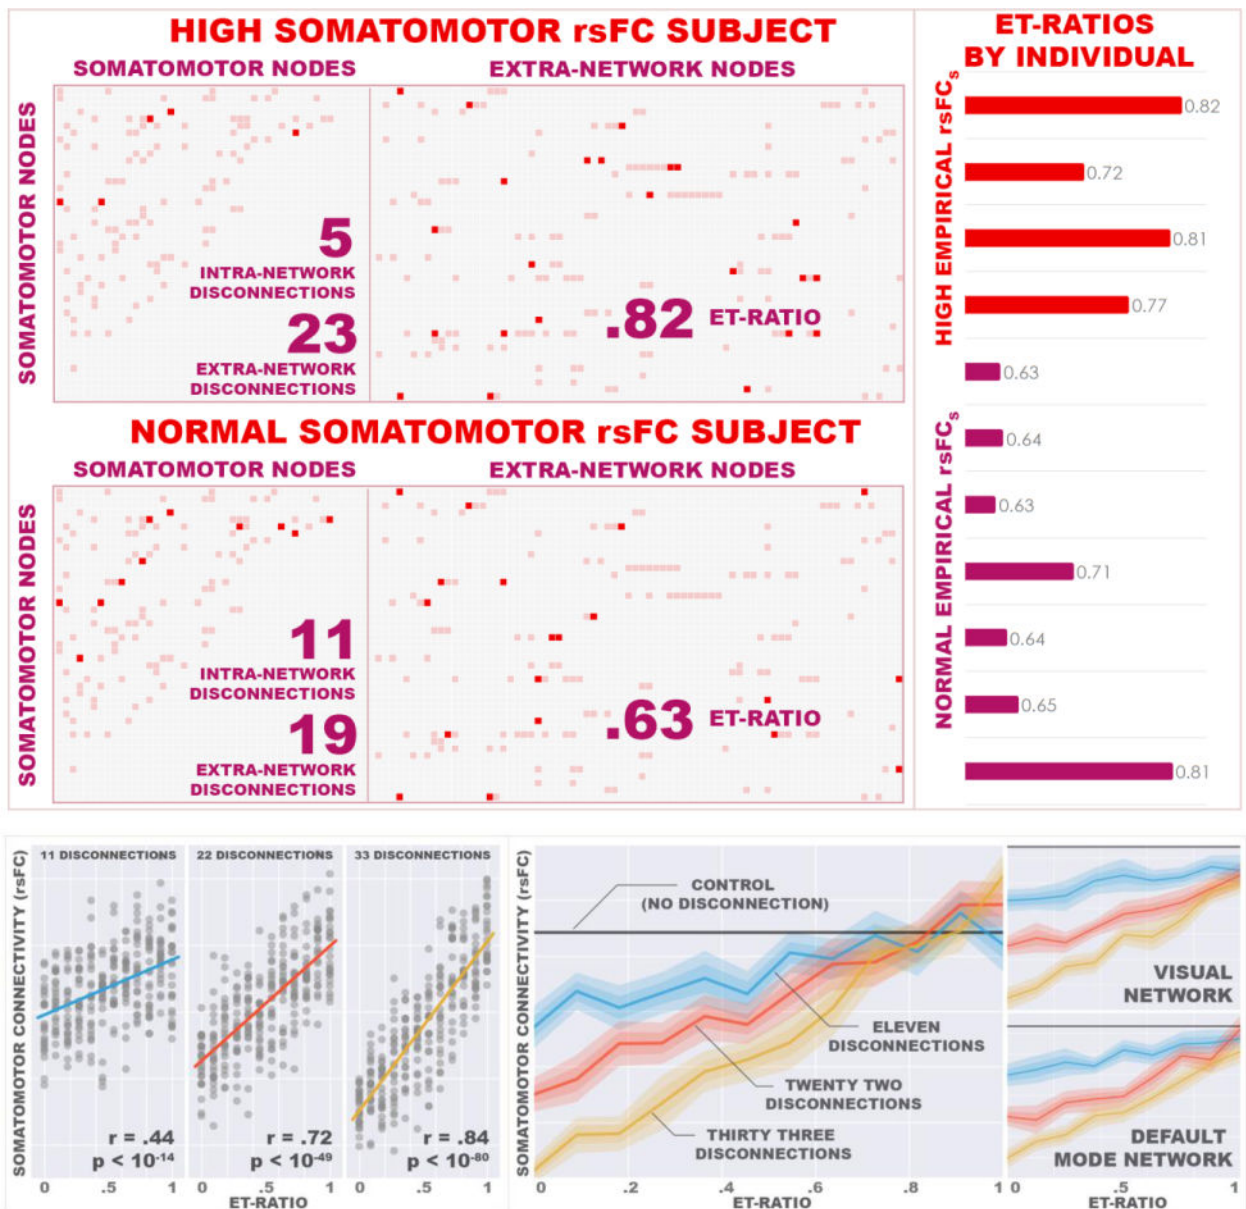 HIGH SOMATOMOTOR rsFC SUBJECT
SOMATOMOTOR NODES
EXTRA-NETWORK NODES
SOMATOMOTOR NODES
5
INTRA-NETWORK
DISCONNECTIONS
23
EXTRA-NETWORK
DISCONNECTIONS
.82 ET-RATIO
NORMAL SOMATOMOTOR rsFC SUBJECT
SOMATOMOTOR NODES
EXTRA-NETWORK NODES
SOMATOMOTOR NODES
11
INTRA-NETWORK
DISCONNECTIONS
19
EXTRA-NETWORK
DISCONNECTIONS
.63 ET-RATIO
ET-RATIOS
BY INDIVIDUAL
HIGH EMPIRICAL rsFCs
0.82
0.72
0.81
0.77
NORMAL EMPIRICAL rsFCs
0.63
0.64
0.63
0.71
0.64
0.65
0.81
SOMATOMOTOR CONNECTIVITY (rsFC)
11 DISCONNECTIONS
r = .44
p < 10-14
0 .5 1
22 DISCONNECTIONS
r = .72
p < 10-49
0 .5 1
33 DISCONNECTIONS
r = .84
p < 10-80
0 .5 1
ET-RATIO
SOMATOMOTOR CONNECTIVITY (rsFC)
CONTROL
(NO DISCONNECTION)
ELEVEN
DISCONNECTIONS
TWENTY TWO
DISCONNECTIONS
THIRTY THREE
DISCONNECTIONS
0 .2 .4 .6 .8 1
ET-RATIO
VISUAL
NETWORK
DEFAULT
MODE NETWORK
0 .5 1
ET-RATIO